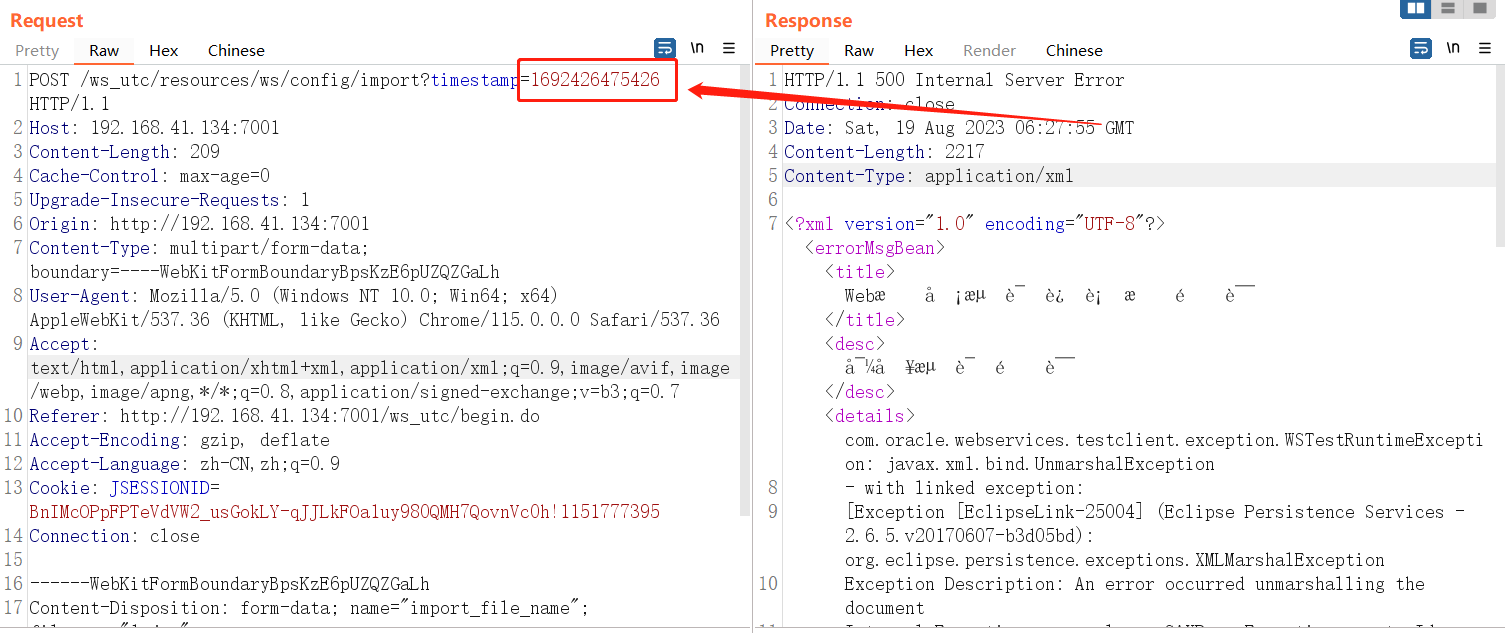 Request
Pretty Raw Hex Chinese \n
1 POST /ws_utc/resources/ws/config/import?timestamp=1692426475426
HTTP/1.1
2 Host: 192.168.41.134:7001
3 Content-Length: 209
4 Cache-Control: max-age=0
5 Upgrade-Insecure-Requests: 1
6 Origin: http://192.168.41.134:7001
7 Content-Type: multipart/form-data;
boundary=----WebKitFormBoundaryBpsKzE6pUZQZGaLh
8 User-Agent: Mozilla/5.0 (Windows NT 10.0; Win64; x64)
AppleWebKit/537.36 (KHTML, like Gecko) Chrome/115.0.0.0 Safari/537.36
9 Accept:
text/html,application/xhtml+xml,application/xml;q=0.9,image/avif,image
/webp,image/apng,*/*;q=0.8,application/signed-exchange;v=b3;q=0.7
10 Referer: http://192.168.41.134:7001/ws_utc/begin.do
11 Accept-Encoding: gzip, deflate
12 Accept-Language: zh-CN,zh;q=0.9
13 Cookie: JSESSIONID=
BnIMcOPpFPTeVdVW2_usGokLY-qJJLkFOaluy980QMH7QovnVc0h!1151777395
14 Connection: close
15
16 ------WebKitFormBoundaryBpsKzE6pUZQZGaLh
17 Content-Disposition: form-data; name="import_file_name";
Response
Pretty Raw Hex Render Chinese \n
1 HTTP/1.1 500 Internal Server Error
2 Connection: close
3 Date: Sat, 19 Aug 2023 06:27:55 GMT
4 Content-Length: 2217
5 Content-Type: application/xml
6
7 <?xml version="1.0" encoding="UTF-8"?>
<errorMsgBean>
<title>
Webæ å ¡æµ è¯ è¿ è¡ æ é è¯¯
</title>
<desc>
å¯¼å ¥æµ è¯ é è¯¯
</desc>
<details>
com.oracle.webservices.testclient.exception.WSTestRuntimeExcepti
on: javax.xml.bind.UnmarshalException
8 - with linked exception:
9 [Exception [EclipseLink-25004] (Eclipse Persistence Services -
2.6.5.v20170607-b3d05bd):
org.eclipse.persistence.exceptions.XMLMarshalException
10 Exception Description: An error occurred unmarshalling the
document